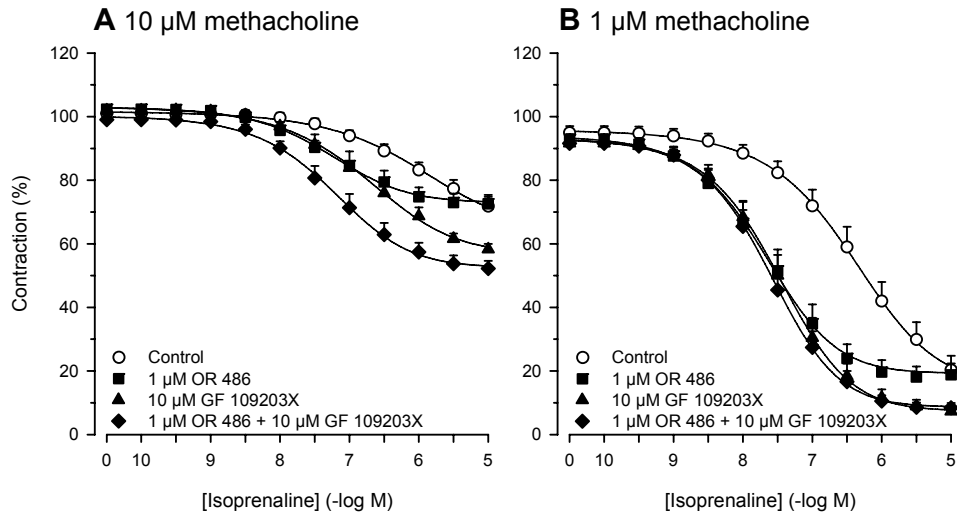 A 10 µM methacholine
120
100
80
60
40
20
0
Contraction (%)
Control
1 µM OR 486
10 µM GF 109203X
1 µM OR 486 + 10 µM GF 109203X
0 10 9 8 7 6 5
[Isoprenaline] (-log M)
B 1 µM methacholine
120
100
80
60
40
20
0
Control
1 µM OR 486
10 µM GF 109203X
1 µM OR 486 + 10 µM GF 109203X
0 10 9 8 7 6 5
[Isoprenaline] (-log M)